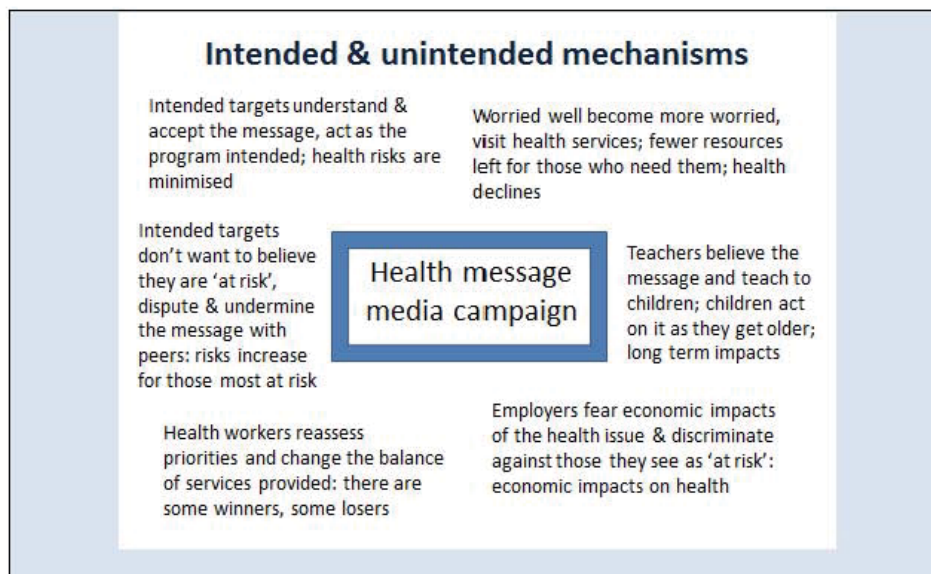 Intended & unintended mechanisms
Intended targets understand &
accept the message, act as the
program intended; health risks are
minimised
Worried well become more worried,
visit health services; fewer resources
left for those who need them; health
declines
Intended targets
don't want to believe
they are 'at risk',
dispute & undermine
the message with
peers: risks increase
for those most at risk
Health message
media campaign
Teachers believe the
message and teach to
children; children act
on it as they get older;
long term impacts
Health workers reassess
priorities and change the balance
of services provided: there are
some winners, some losers
Employers fear economic impacts
of the health issue & discriminate
against those they see as 'at risk':
economic impacts on health